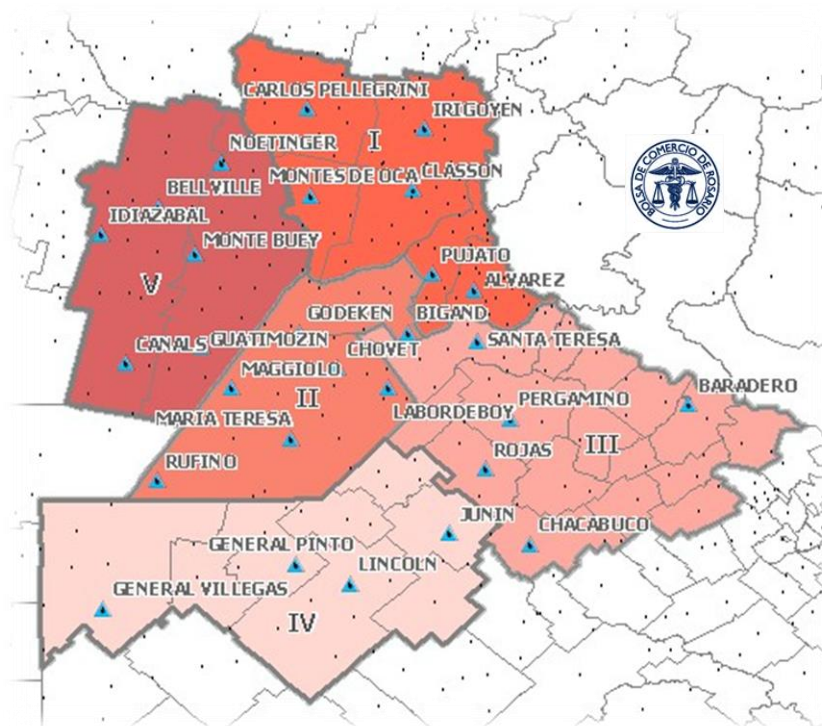 CARLOS PELLEGRINI
IRIGOYEN
I
NOETINGER
BELLVILLE
MONTES DE OCA
CLASSON
IDIAZABAL
MONTE BUEY
V
PUJATO
ALVAREZ
BOLSA DE COMERCIO DE ROSARIO
GODEKEN
BIGAND
CANALS
GUATIMOZIN
CHOVET
SANTA TERESA
MAGGIOLO
II
BARADERO
MARIA TERESA
LABORDEBOY
PERGAMINO
RUFINO
ROJAS
III
JUNIN
CHACABUCO
GENERAL PINTO
LINCOLN
GENERAL VILLEGAS
IV